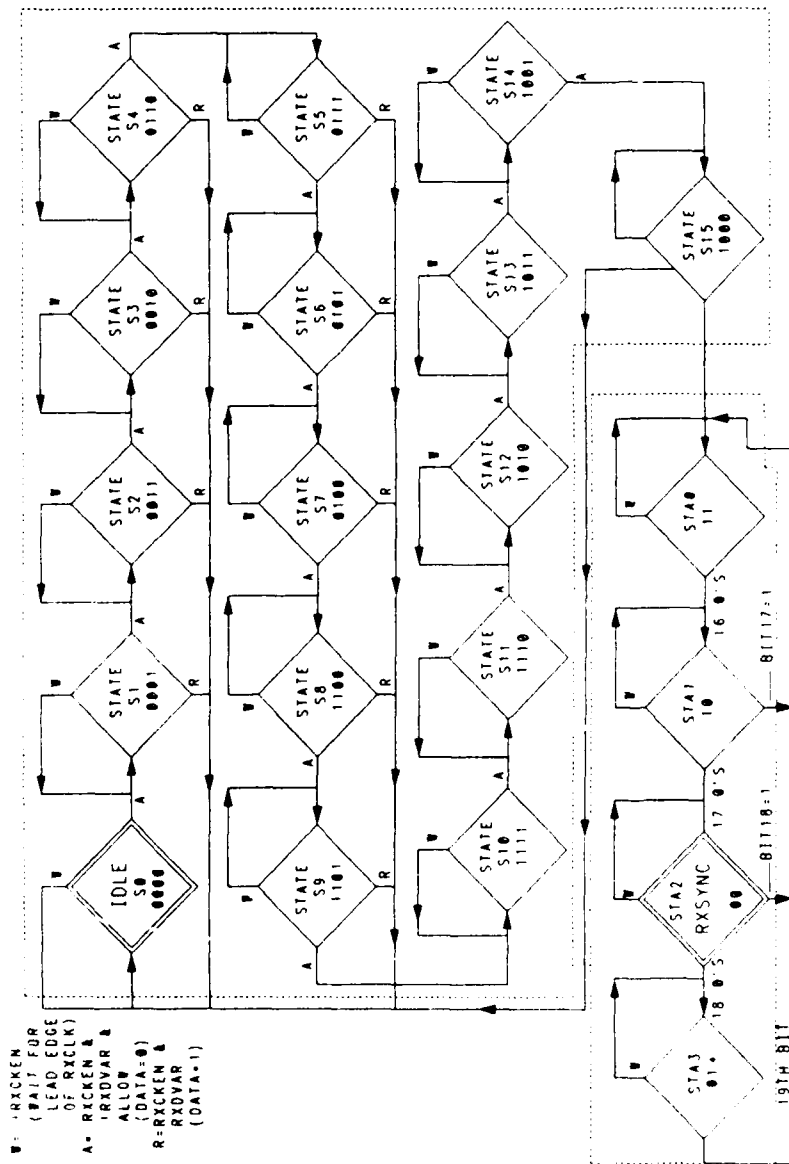 W= !RXCKEN
(WAIT FOR
LEAD EDGE
OF RXCLK)
A= RXCKEN &
!RXDVAR &
ALLOW
(DATA=0)
R=RXCKEN &
RXDVAR
(DATA=1)
W
IDLE
S0
0000
A
W
STATE
S1
0001
R
A
W
STATE
S2
0011
R
A
W
STATE
S3
0010
R
A
W
STATE
S4
0110
R
A
W
STATE
S5
0111
R
A
W
STATE
S6
0101
R
A
W
STATE
S7
0100
R
A
W
STATE
S8
1100
R
A
W
STATE
S9
1101
R
A
W
STATE
S10
1111
A
W
STATE
S11
1110
A
W
STATE
S12
1010
A
W
STATE
S13
1011
A
W
STATE
S14
1001
A
W
STATE
S15
1000
W
STA0
11
16 0'S
W
STA1
10
BIT17=1
17 0'S
W
STA2
RXSYNC
00
BIT18=1
18 0'S
W
STA3
01*
19TH BIT